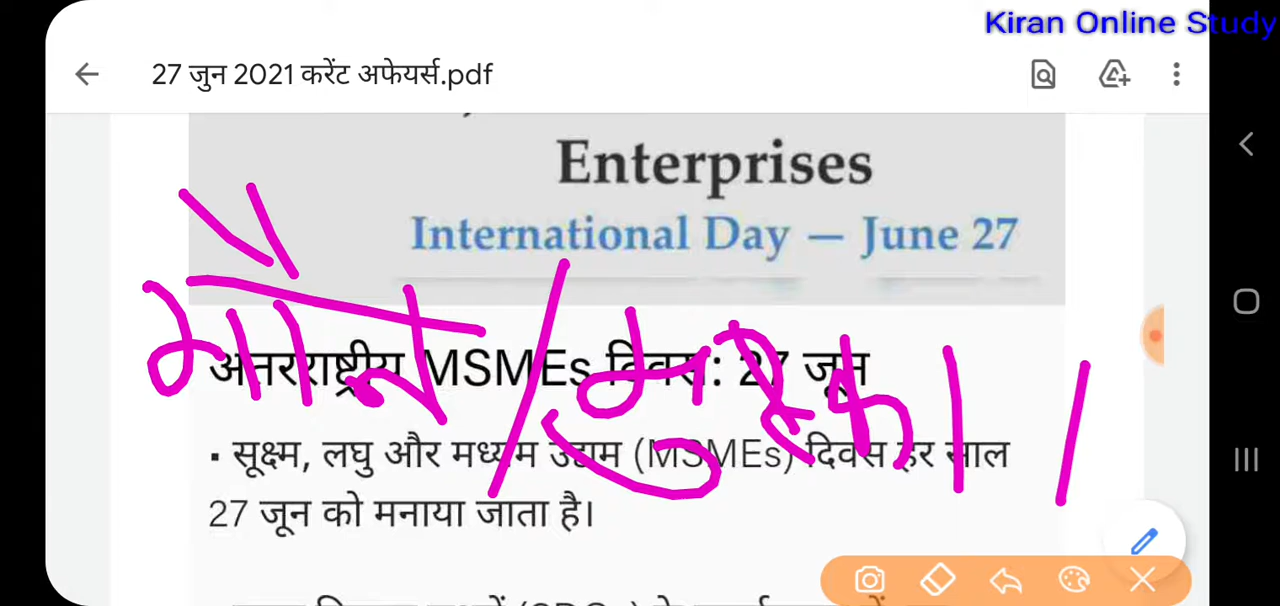 Kiran Online Study
27 जुन 2021 करेंट अफेयर्स.pdf
Enterprises
International Day — June 27
अंतरराष्ट्रीय MSMEs दिवस: 27 जून
▪ सूक्ष्म, लघु और मध्यम उद्यम (MSMEs) दिवस हर साल
27 जून को मनाया जाता है।